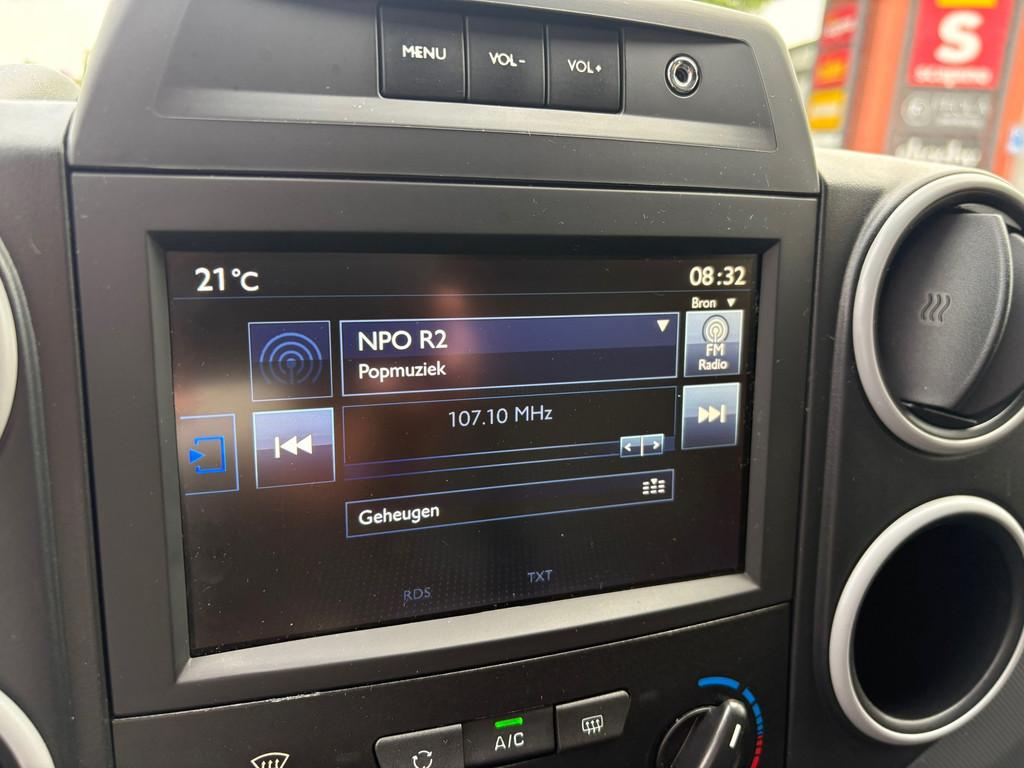 MENU
VOL-
VOL+
S
21°C
08:32
Bron
NPO R2
Popmuziek
FM
Radio
107.10 MHz
Geheugen
RDS
TXT
A/C